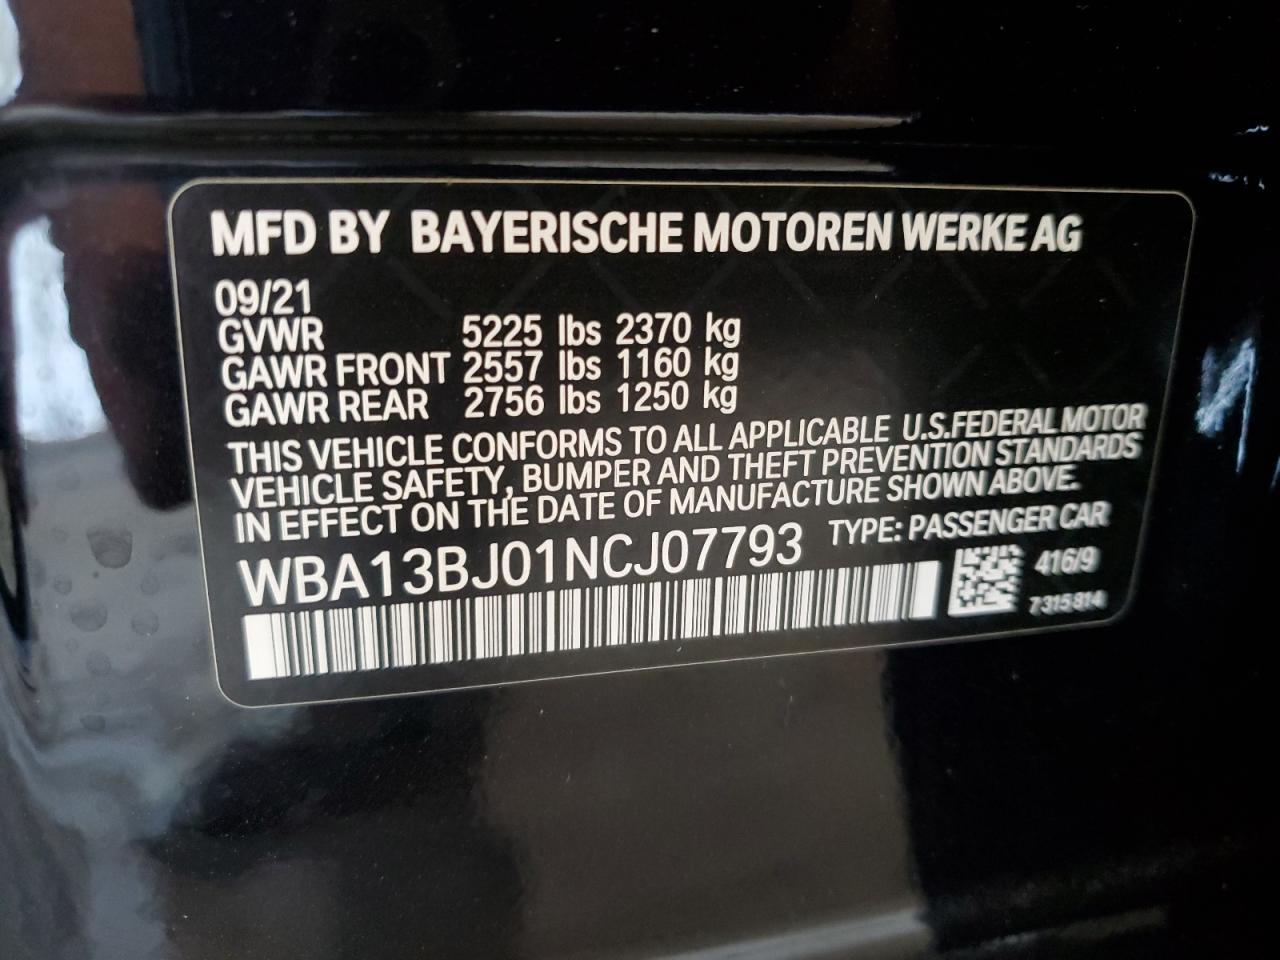 MFD BY BAYERISCHE MOTOREN WERKE AG
09/21
GVWR 5225 lbs 2370 kg
GAWR FRONT 2557 lbs 1160 kg
GAWR REAR 2756 lbs 1250 kg
THIS VEHICLE CONFORMS TO ALL APPLICABLE U.S.FEDERAL MOTOR
VEHICLE SAFETY, BUMPER AND THEFT PREVENTION STANDARDS
IN EFFECT ON THE DATE OF MANUFACTURE SHOWN ABOVE.
WBA13BJ01NCJ07793 TYPE: PASSENGER CAR
416/9
7315814